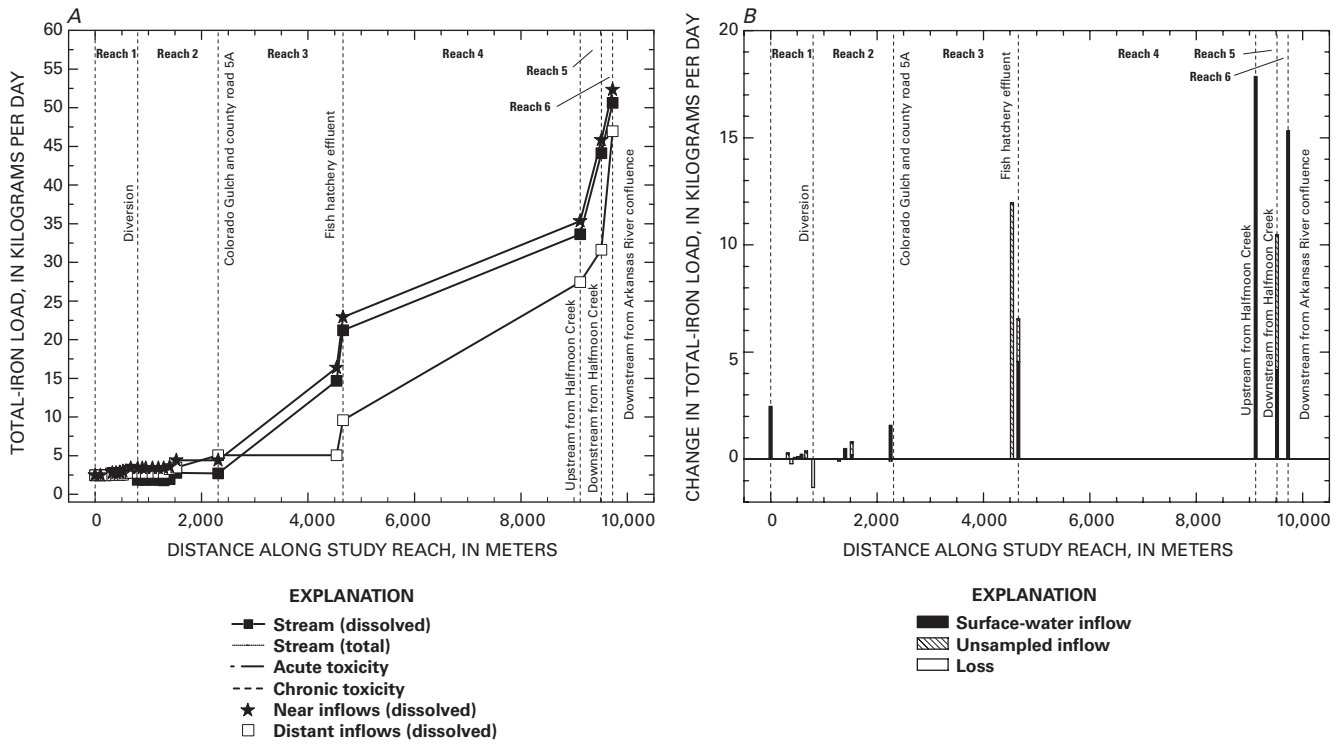 A
TOTAL-IRON LOAD, IN KILOGRAMS PER DAY
60
55
50
45
40
35
30
25
20
15
10
5
0
Reach 1
Reach 2
Reach 3
Reach 4
Reach 5
Reach 6
Diversion
Colorado Gulch and county road 5A
Fish hatchery effluent
Upstream from Halfmoon Creek
Downstream from Halfmoon Creek
Downstream from Arkansas River confluence
0 2,000 4,000 6,000 8,000 10,000
DISTANCE ALONG STUDY REACH, IN METERS
EXPLANATION
Stream (dissolved)
Stream (total)
Acute toxicity
Chronic toxicity
Near inflows (dissolved)
Distant inflows (dissolved)
B
CHANGE IN TOTAL-IRON LOAD, IN KILOGRAMS PER DAY
20
15
10
5
0
Reach 1
Reach 2
Reach 3
Reach 4
Reach 5
Reach 6
Diversion
Colorado Gulch and county road 5A
Fish hatchery effluent
Upstream from Halfmoon Creek
Downstream from Halfmoon Creek
Downstream from Arkansas River confluence
0 2,000 4,000 6,000 8,000 10,000
DISTANCE ALONG STUDY REACH, IN METERS
EXPLANATION
Surface-water inflow
Unsampled inflow
Loss